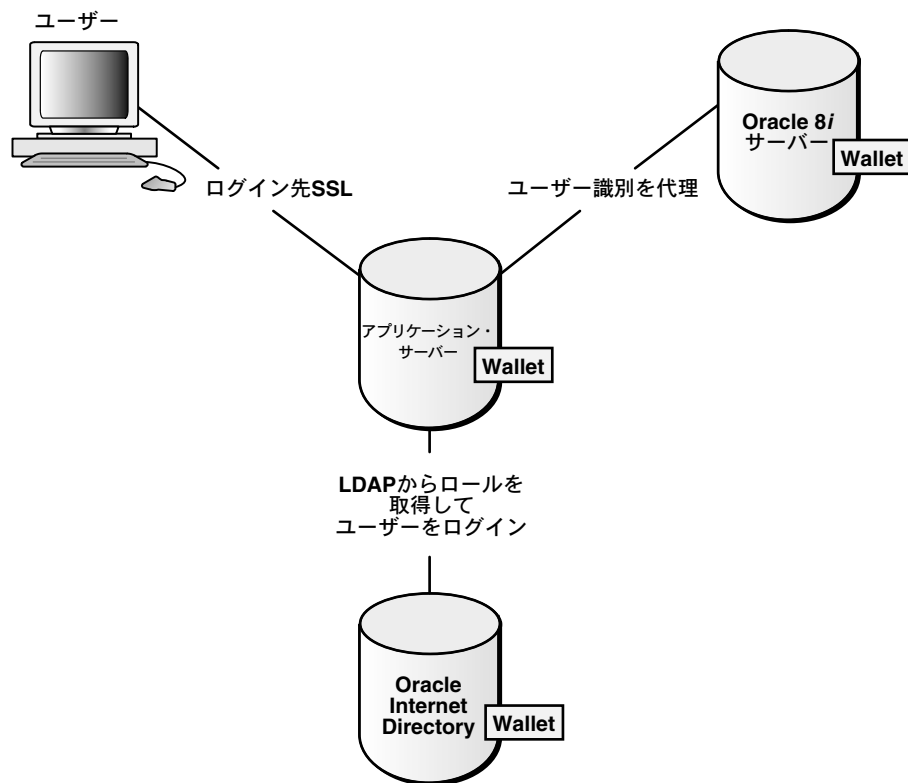 ユーザー
Oracle 8i
サーバー
Wallet
ログイン先SSL
ユーザー識別を代理
アプリケーション・
サーバー
Wallet
LDAPからロールを
取得して
ユーザーをログイン
Oracle
Internet
Directory
Wallet